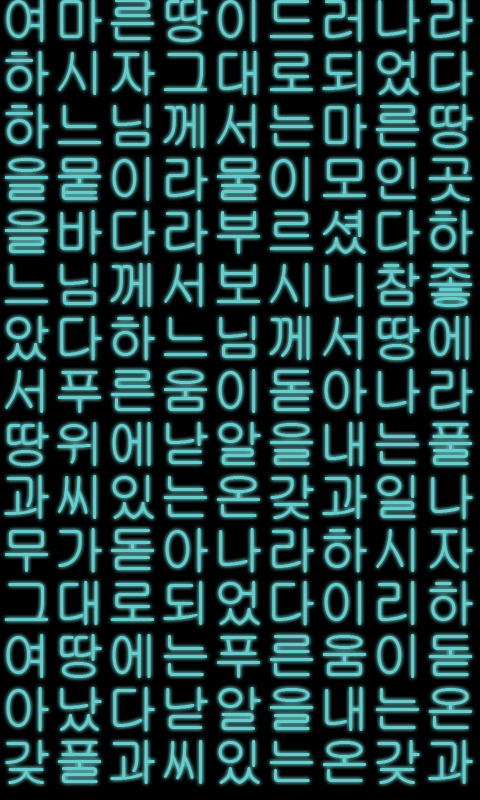 여마른땅이드러나라
하시자그대로되었다
하느님께서는마른땅
을뭍이라물이모인곳
을바다라부르셨다하
느님께서보시니참좋
았다하느님께서땅에
서푸른움이돋아나라
땅위에낟알을내는풀
과씨있는온갖과일나
무가돋아나라하시자
그대로되었다이리하
여땅에는푸른움이돋
아났다낟알을내는온
갖풀과씨있는온갖과